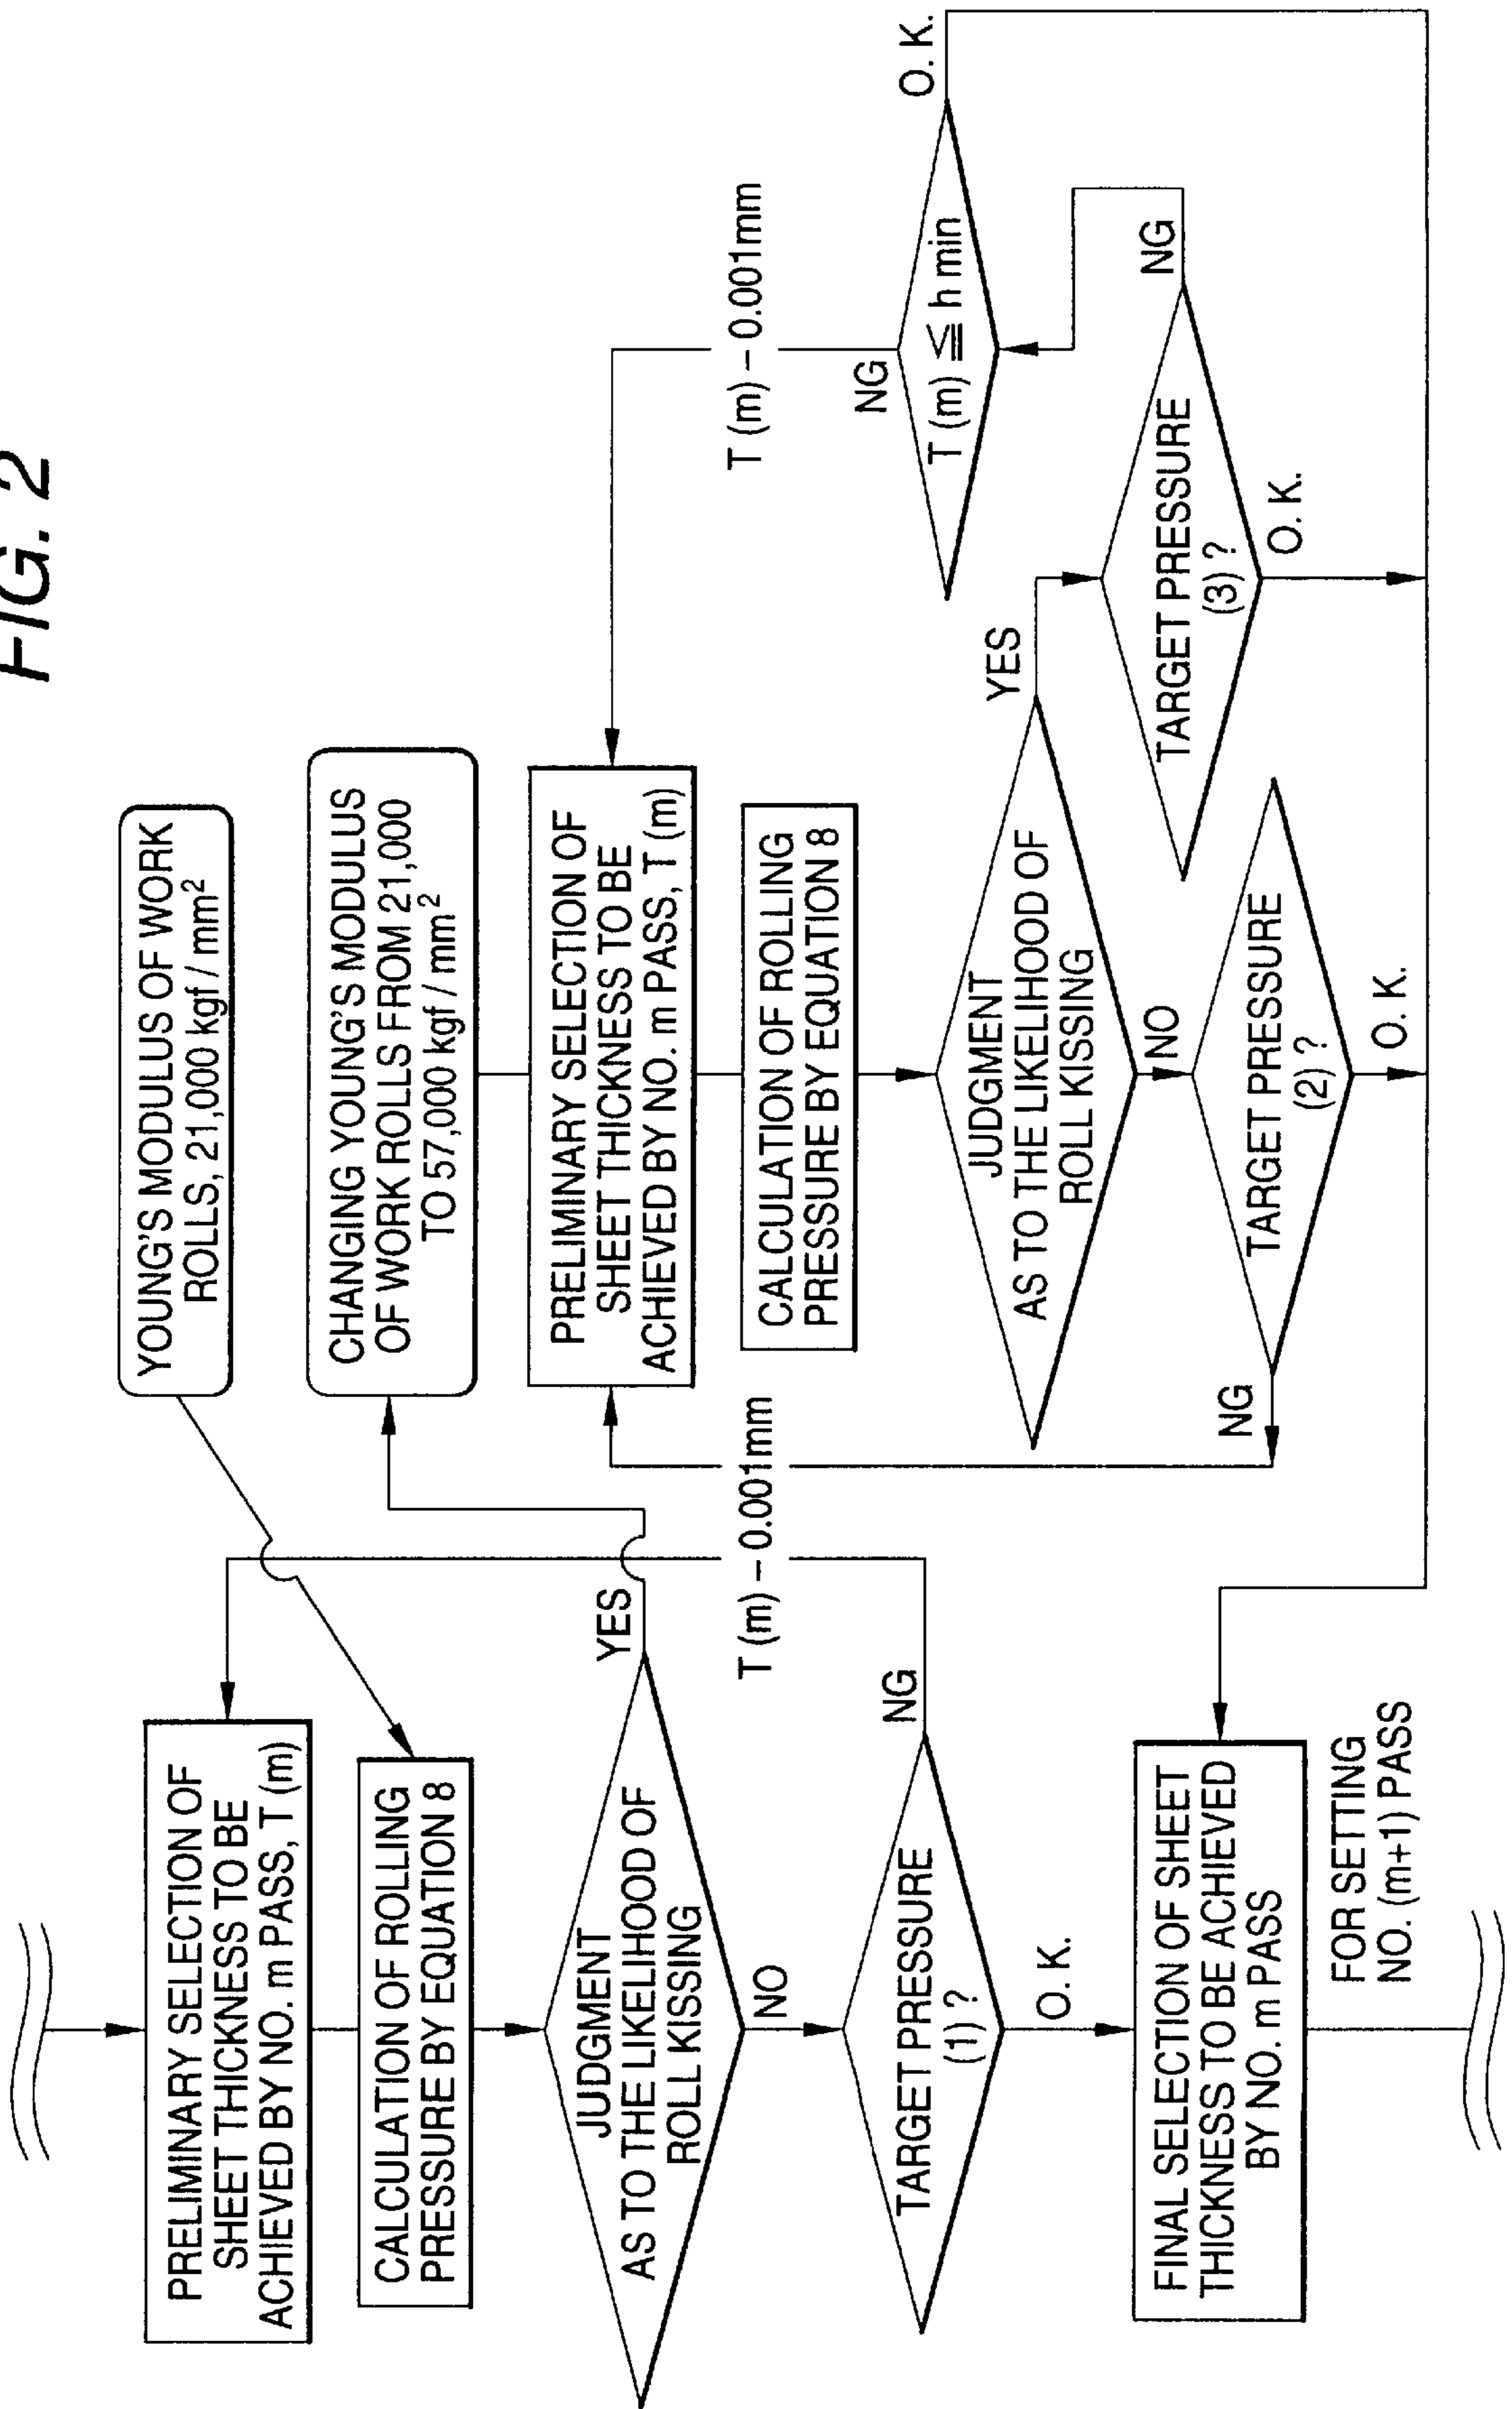 FIG. 2
YOUNG'S MODULUS OF WORK
ROLLS, 21,000 kgf / mm²
PRELIMINARY SELECTION OF
SHEET THICKNESS TO BE
ACHIEVED BY NO. m PASS, T (m)
CALCULATION OF ROLLING
PRESSURE BY EQUATION 8
JUDGMENT
AS TO THE LIKELIHOOD OF
ROLL KISSING
YES
NO
TARGET PRESSURE
(1) ?
NG
T (m) – 0.001mm
O. K.
FINAL SELECTION OF SHEET
THICKNESS TO BE ACHIEVED
BY NO. m PASS
FOR SETTING
NO. (m+1) PASS
CHANGING YOUNG'S MODULUS
OF WORK ROLLS FROM 21,000
TO 57,000 kgf / mm²
PRELIMINARY SELECTION OF
SHEET THICKNESS TO BE
ACHIEVED BY NO. m PASS, T (m)
CALCULATION OF ROLLING
PRESSURE BY EQUATION 8
JUDGMENT
AS TO THE LIKELIHOOD OF
ROLL KISSING
YES
NO
TARGET PRESSURE
(2) ?
NG
O. K.
TARGET PRESSURE
(3) ?
NG
O. K.
T (m) ≦ h min
NG
T (m) – 0.001mm
O. K.